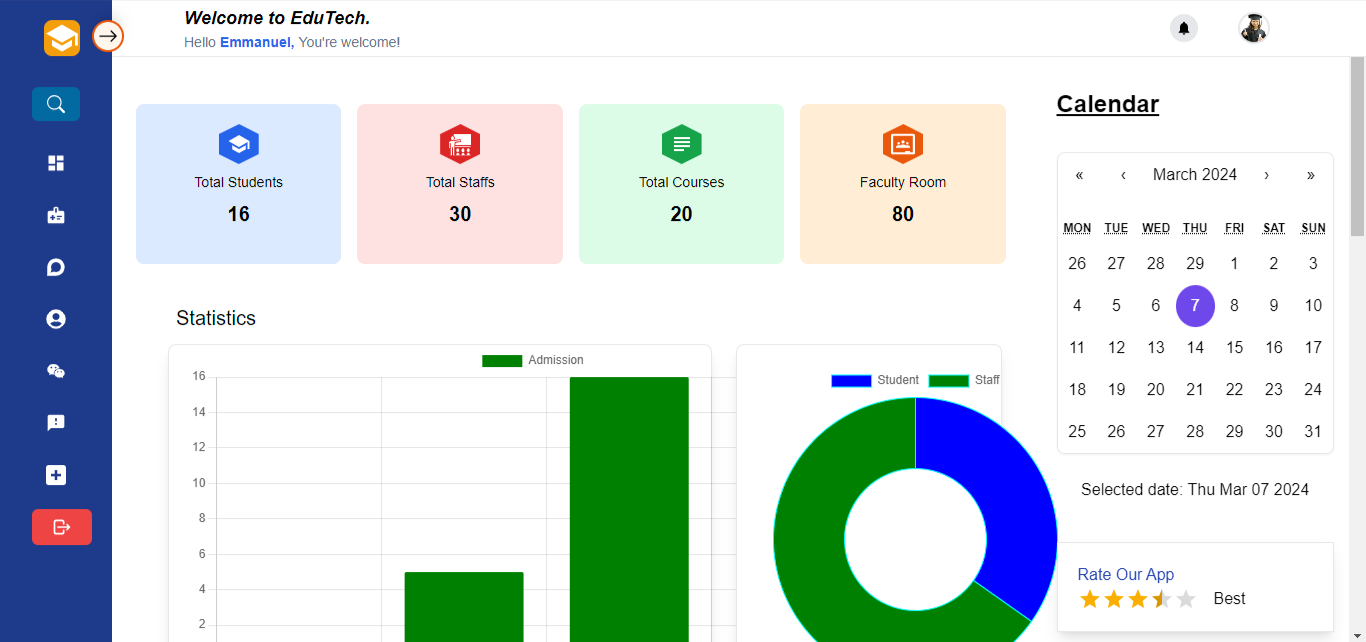 Welcome to EduTech.
Hello Emmanuel, You're welcome!
Total Students
16
Total Staffs
30
Total Courses
20
Faculty Room
80
Statistics
Admission
16
14
12
10
8
6
4
2
Student Staff
Calendar
« ‹ March 2024 › »
MON TUE WED THU FRI SAT SUN
26 27 28 29 1 2 3
4 5 6 7 8 9 10
11 12 13 14 15 16 17
18 19 20 21 22 23 24
25 26 27 28 29 30 31
Selected date: Thu Mar 07 2024
Rate Our App
Best